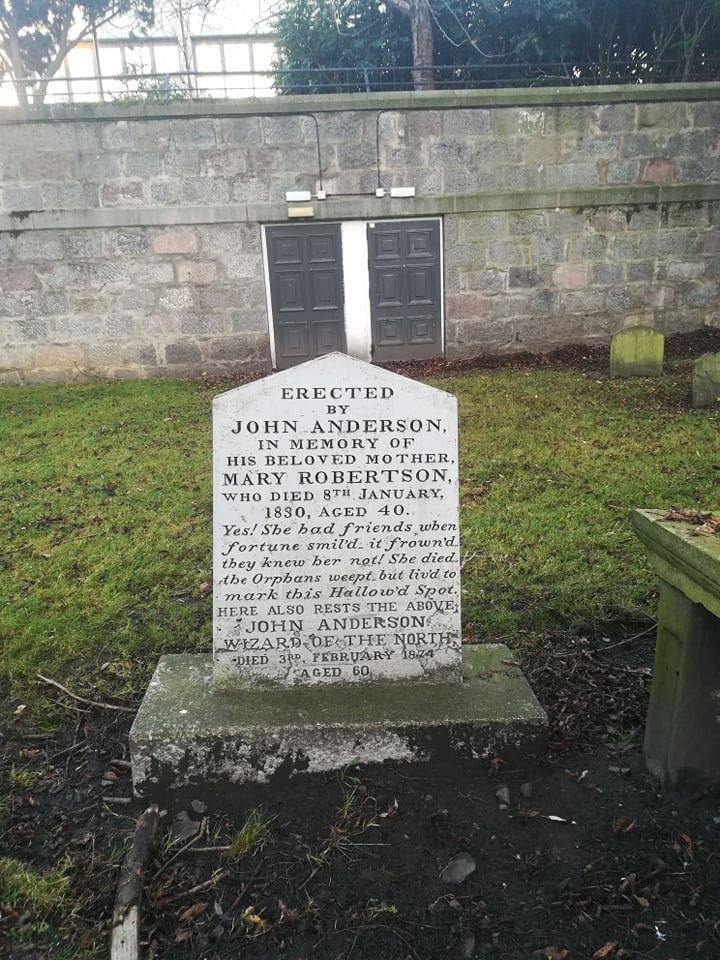 ERECTED
BY
JOHN ANDERSON,
IN MEMORY OF
HIS BELOVED MOTHER,
MARY ROBERTSON,
WHO DIED 8TH JANUARY,
1830, AGED 40.
Yes! She had friends when
fortune smil'd. it frown'd.
they knew her not! She died
the Orphans weept. but liv'd to
mark this Hallow'd Spot.
HERE ALSO RESTS THE ABOVE
JOHN ANDERSON
WIZARD OF THE NORTH.
DIED 3RD, FEBRUARY 1874
AGED 60